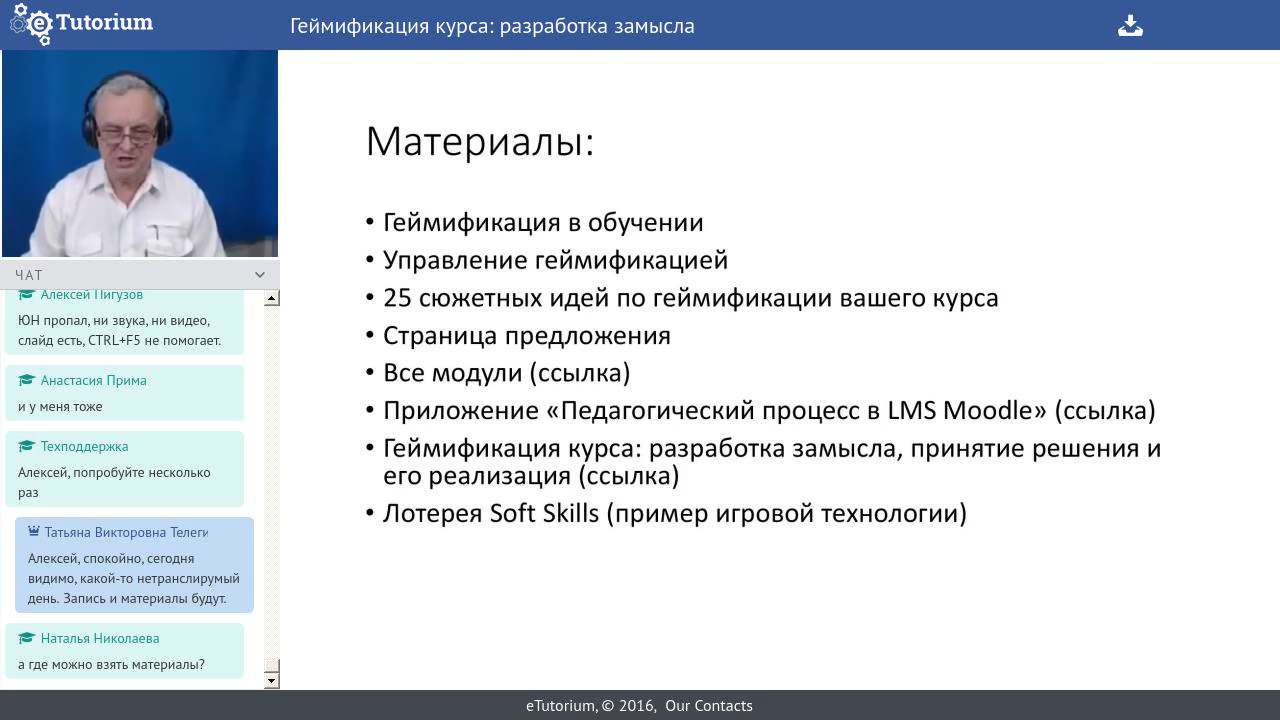 eTutorium
Геймификация курса: разработка замысла
ЧАТ
Алексей Пигузов
ЮН пропал, ни звука, ни видео,
слайд есть, CTRL+F5 не помогает.
Анастасия Прима
и у меня тоже
Техподдержка
Алексей, попробуйте несколько
раз
Татьяна Викторовна Телеги
Алексей, спокойно, сегодня
видимо, какой-то нетранслирумый
день. Запись и материалы будут.
Наталья Николаева
а где можно взять материалы?
Материалы:
• Геймификация в обучении
• Управление геймификацией
• 25 сюжетных идей по геймификации вашего курса
• Страница предложения
• Все модули (ссылка)
• Приложение «Педагогический процесс в LMS Moodle» (ссылка)
• Геймификация курса: разработка замысла, принятие решения и
его реализация (ссылка)
• Лотерея Soft Skills (пример игровой технологии)
eTutorium, © 2016, Our Contacts